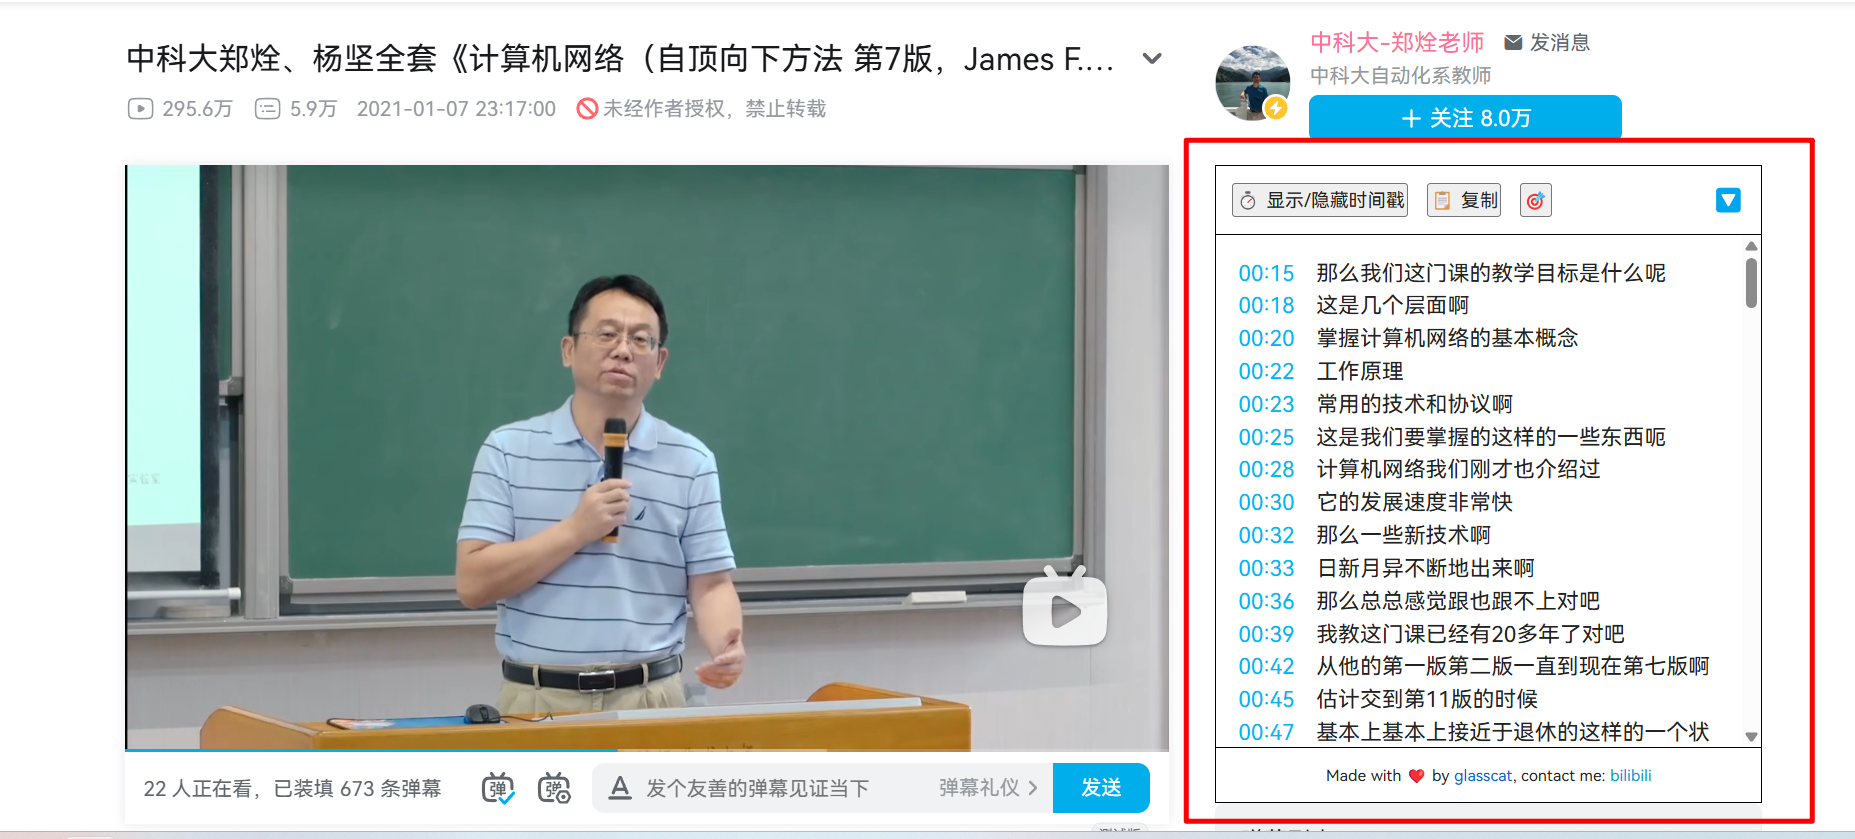 中科大郑烇、杨坚全套《计算机网络（自顶向下方法 第7版，James F....
295.6万 5.9万 2021-01-07 23:17:00 未经作者授权，禁止转载
中科大-郑烇老师 发消息
中科大自动化系教师
+ 关注 8.0万
显示/隐藏时间戳 复制
00:15 那么我们这门课的教学目标是什么呢
00:18 这是几个层面啊
00:20 掌握计算机网络的基本概念
00:22 工作原理
00:23 常用的技术和协议啊
00:25 这是我们要掌握的这样的一些东西呃
00:28 计算机网络我们刚才也介绍过
00:30 它的发展速度非常快
00:32 那么一些新技术啊
00:33 日新月异不断地出来啊
00:36 那么总总感觉跟也跟不上对吧
00:39 我教这门课已经有20多年了对吧
00:42 从他的第一版第二版一直到现在第七版啊
00:45 估计交到第11版的时候
00:47 基本上基本上接近于退休的这样的一个状
Made with ❤️ by glasscat, contact me: bilibili
22 人正在看，已装填 673 条弹幕 弹 弹 A 发个友善的弹幕见证当下 弹幕礼仪 > 发送